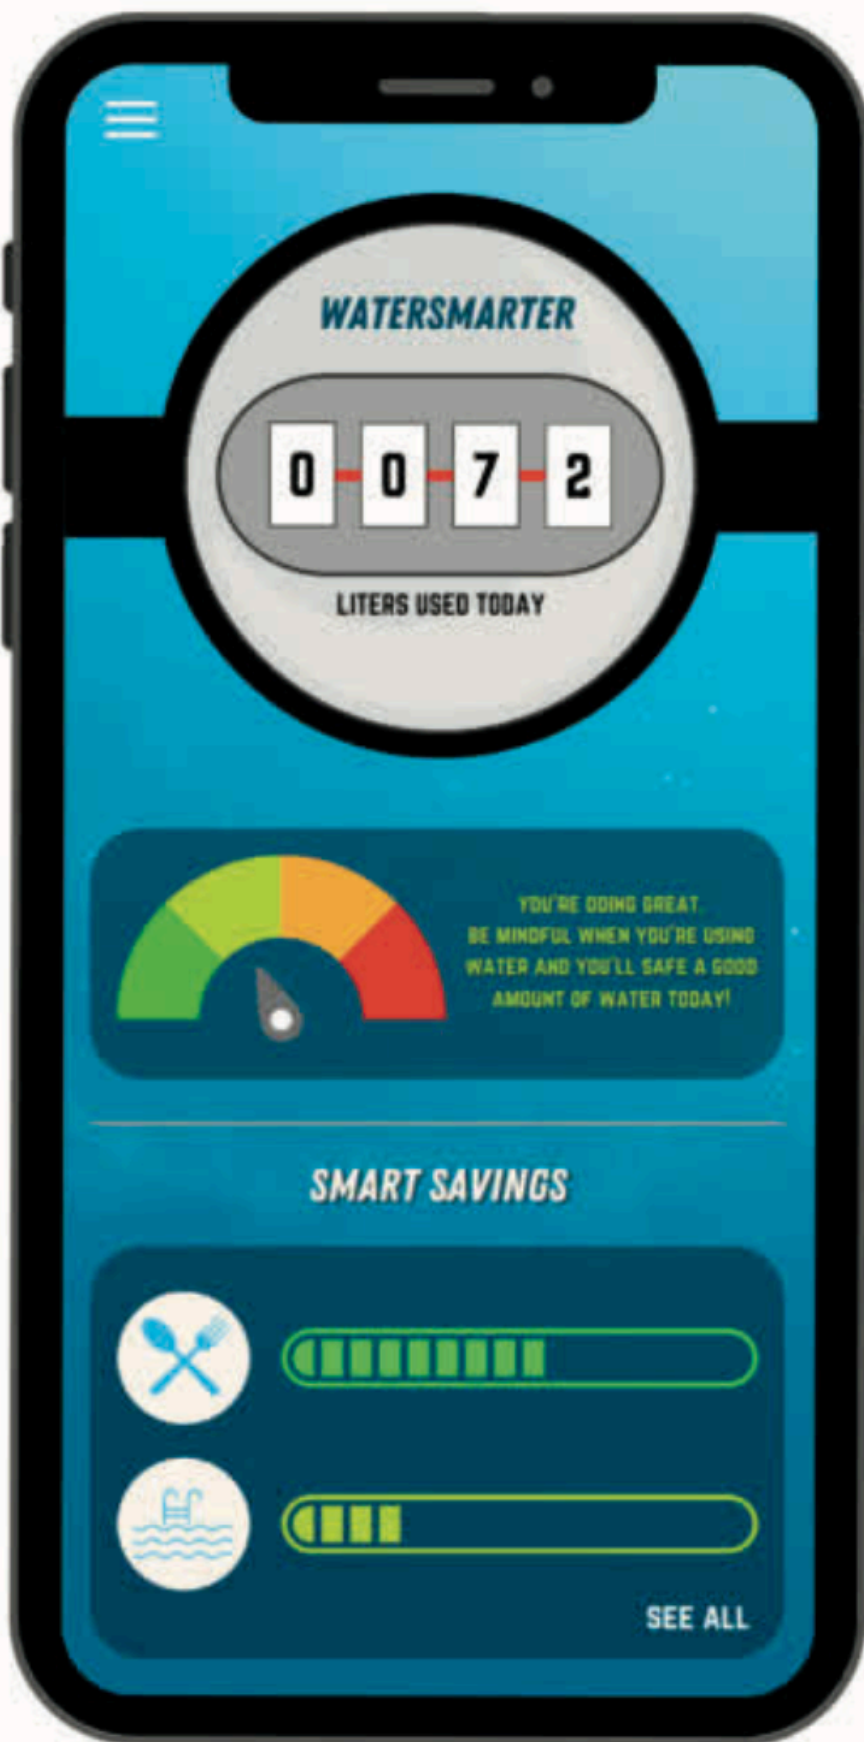 WATERSMARTER
0 0 7 2
LITERS USED TODAY
YOU'RE DOING GREAT.
BE MINDFUL WHEN YOU'RE USING
WATER AND YOU'LL SAFE A GOOD
AMOUNT OF WATER TODAY!
SMART SAVINGS
SEE ALL